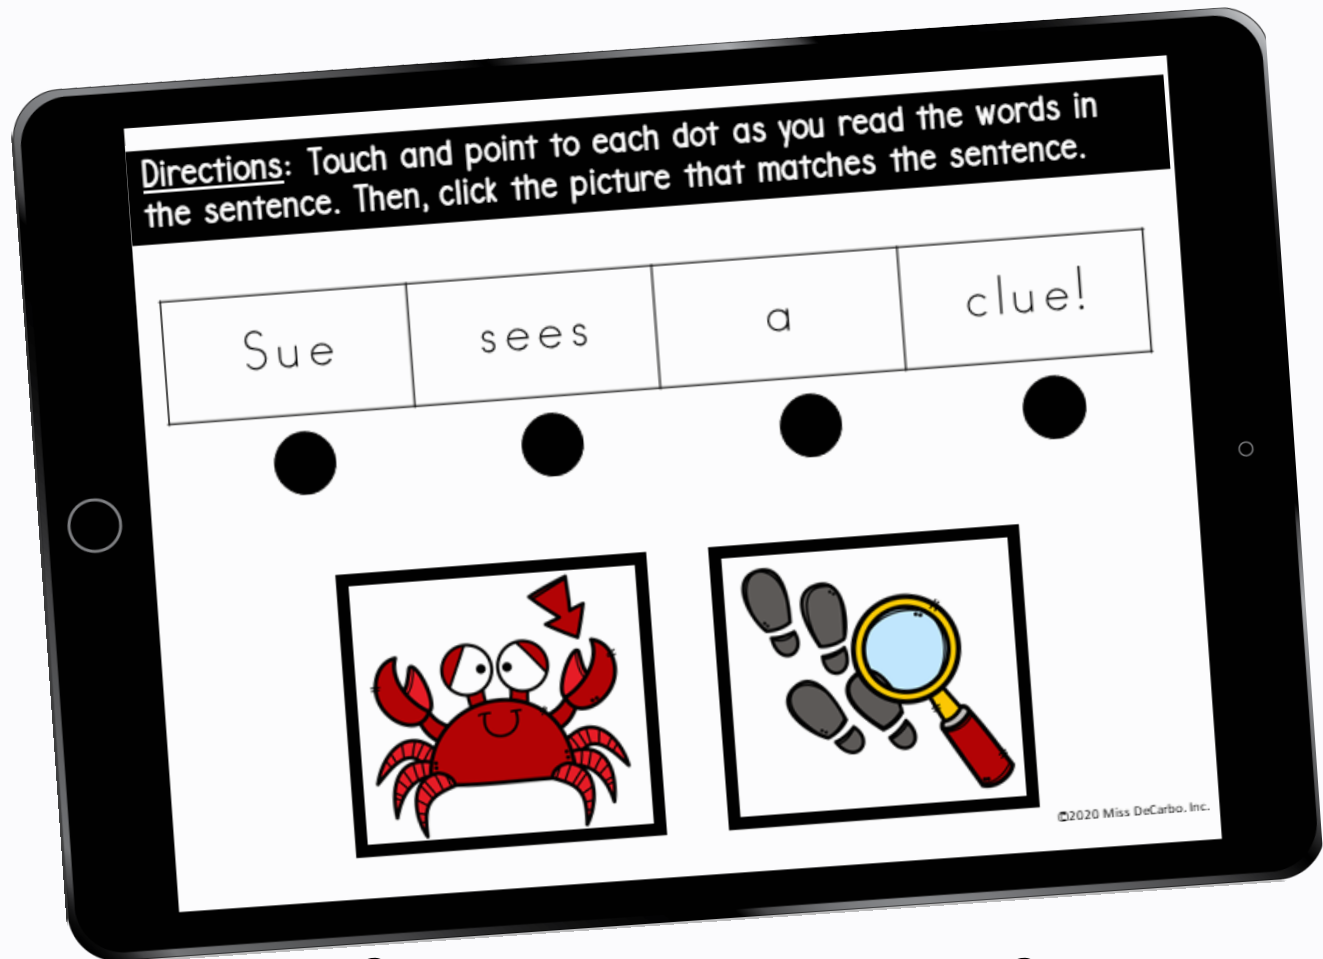 Directions: Touch and point to each dot as you read the words in
the sentence. Then, click the picture that matches the sentence.
Sue sees a clue!
©2020 Miss DeCarbo, Inc.